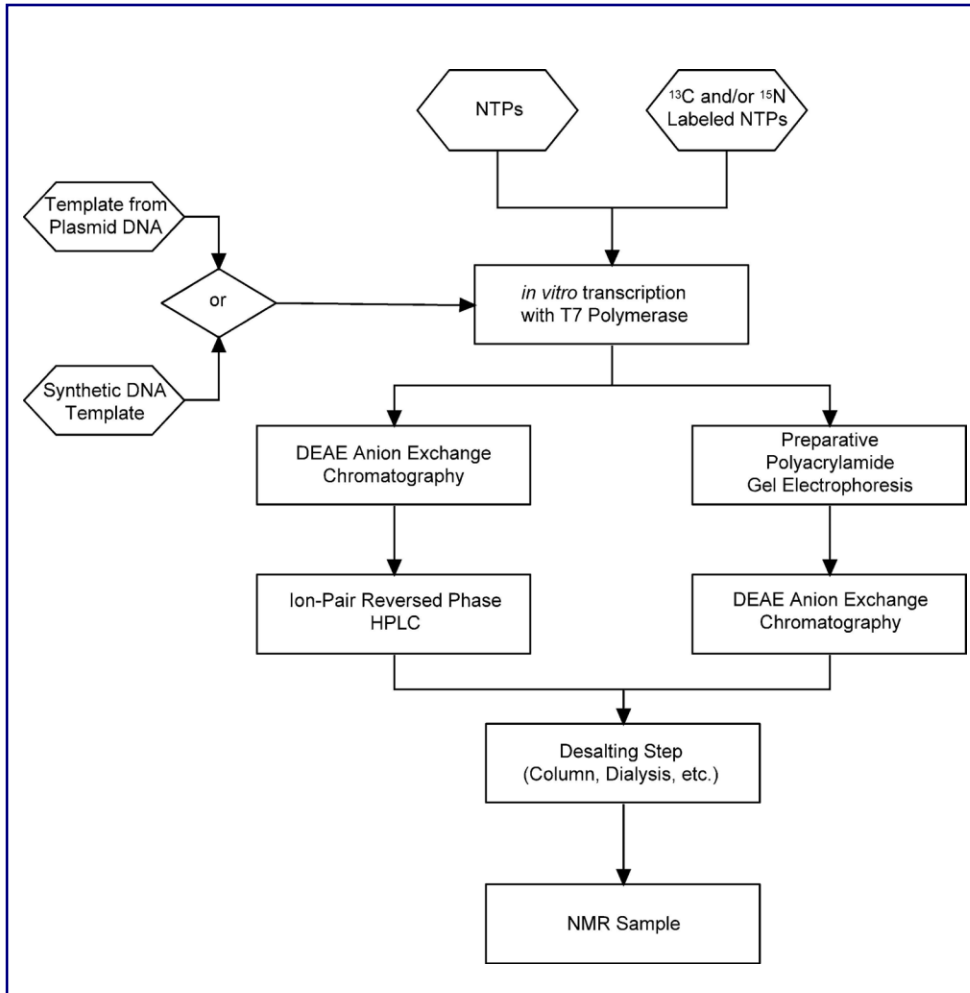 NTPs
¹³C and/or ¹⁵N
Labeled NTPs
Template from
Plasmid DNA
or
Synthetic DNA
Template
in vitro transcription
with T7 Polymerase
DEAE Anion Exchange
Chromatography
Preparative
Polyacrylamide
Gel Electrophoresis
Ion-Pair Reversed Phase
HPLC
DEAE Anion Exchange
Chromatography
Desalting Step
(Column, Dialysis, etc.)
NMR Sample